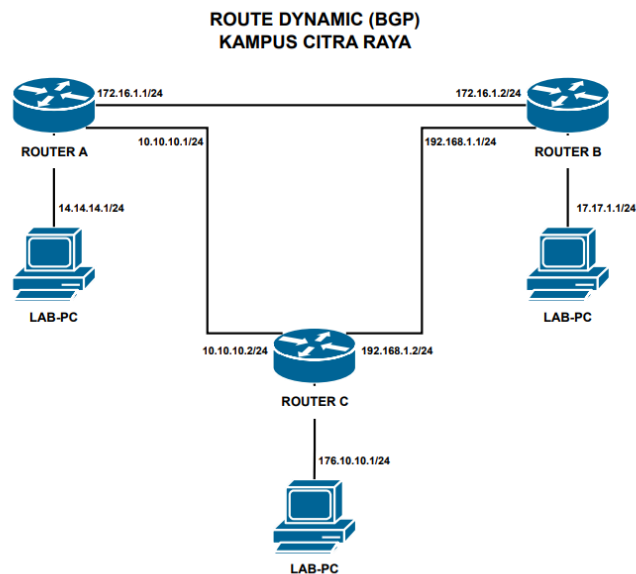 ROUTE DYNAMIC (BGP)
KAMPUS CITRA RAYA
172.16.1.1/24
172.16.1.2/24
10.10.10.1/24
192.168.1.1/24
ROUTER A
ROUTER B
14.14.14.1/24
17.17.1.1/24
LAB-PC
LAB-PC
10.10.10.2/24
192.168.1.2/24
ROUTER C
176.10.10.1/24
LAB-PC